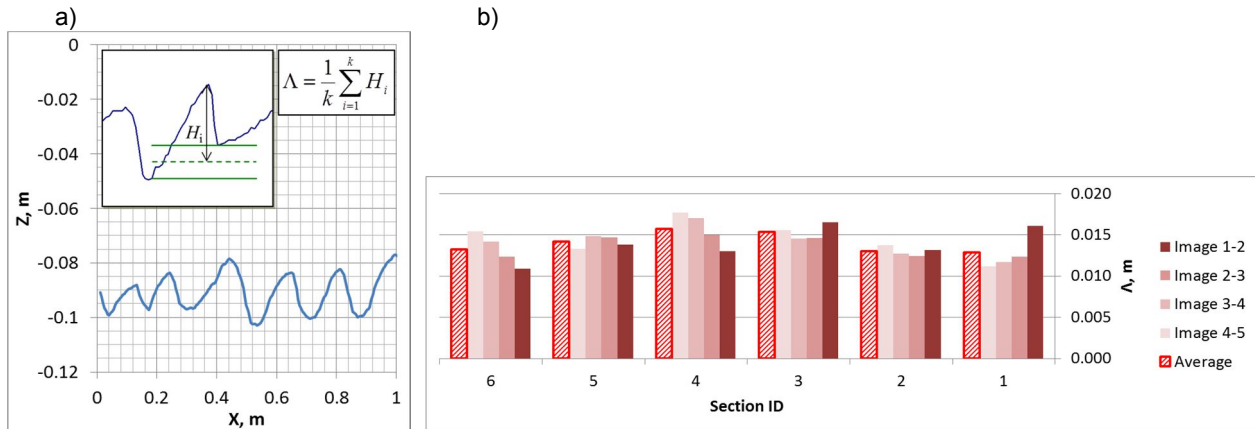 a)
b)
0
-0.02
-0.04
-0.06
-0.08
-0.1
-0.12
Z, m
H_i
Λ = 1/k ∑_{i=1}^{k} H_i
0 0.2 0.4 0.6 0.8 1
X, m
0.020
0.015
0.010
0.005
0.000
Λ, m
6 5 4 3 2 1
Section ID
Image 1-2
Image 2-3
Image 3-4
Image 4-5
Average